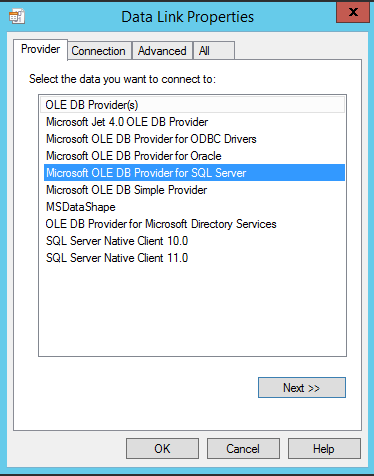 Data Link Properties
x
Provider Connection Advanced All
Select the data you want to connect to:
OLE DB Provider(s)
Microsoft Jet 4.0 OLE DB Provider
Microsoft OLE DB Provider for ODBC Drivers
Microsoft OLE DB Provider for Oracle
Microsoft OLE DB Provider for SQL Server
Microsoft OLE DB Simple Provider
MSDataShape
OLE DB Provider for Microsoft Directory Services
SQL Server Native Client 10.0
SQL Server Native Client 11.0
Next >>
OK Cancel Help